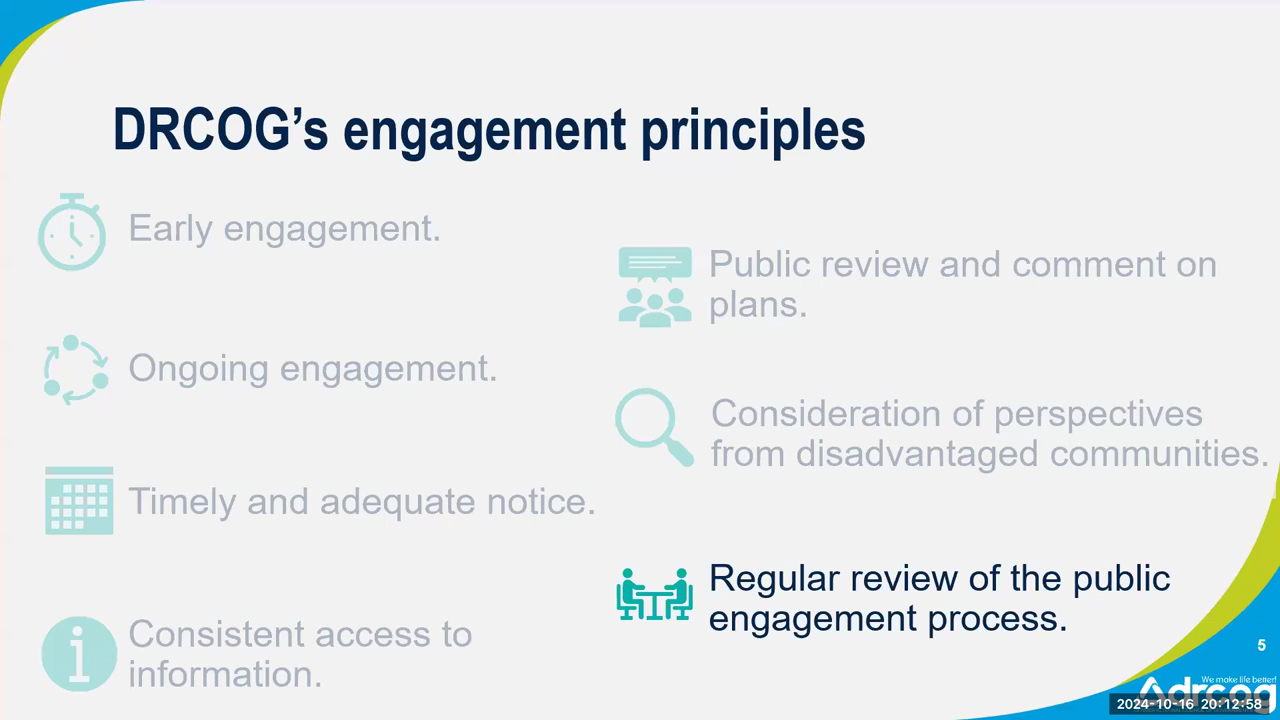 DRCOG’s engagement principles
Early engagement.
Ongoing engagement.
Timely and adequate notice.
Consistent access to
information.
Public review and comment on
plans.
Consideration of perspectives
from disadvantaged communities.
Regular review of the public
engagement process.
5
We make life better!
drcog
2024-10-16 20:12:58